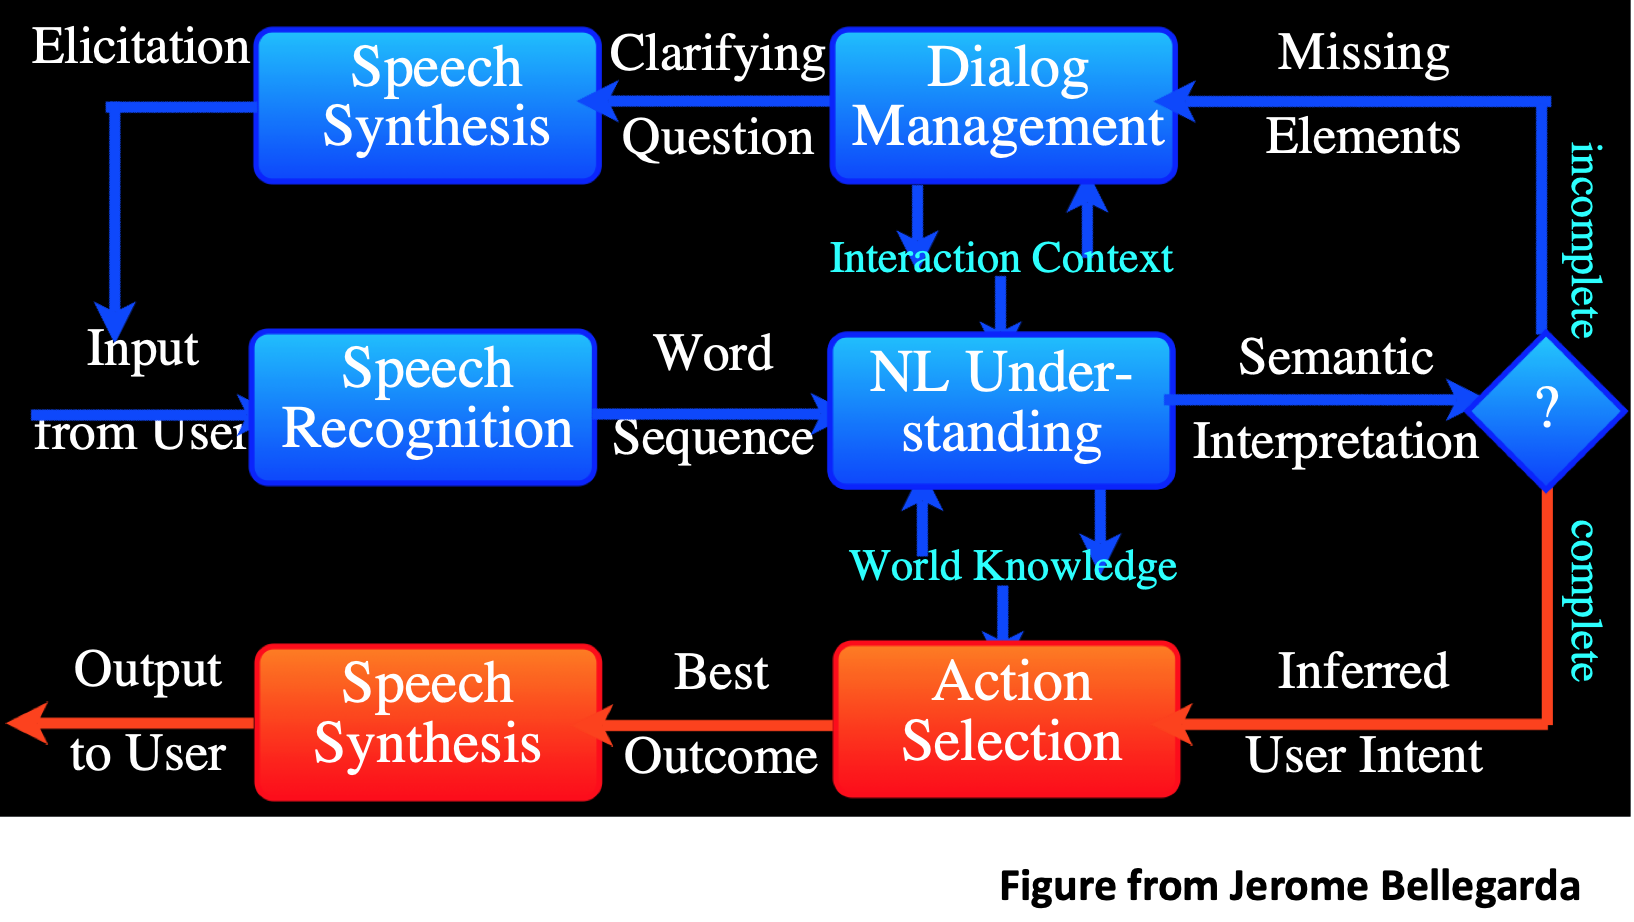 Elicitation
Speech
Synthesis
Clarifying
Question
Dialog
Management
Missing
Elements
incomplete
Interaction Context
Input
from User
Speech
Recognition
Word
Sequence
NL Under-
standing
Semantic
Interpretation
?
World Knowledge
complete
Output
to User
Speech
Synthesis
Best
Outcome
Action
Selection
Inferred
User Intent
Figure from Jerome Bellegarda